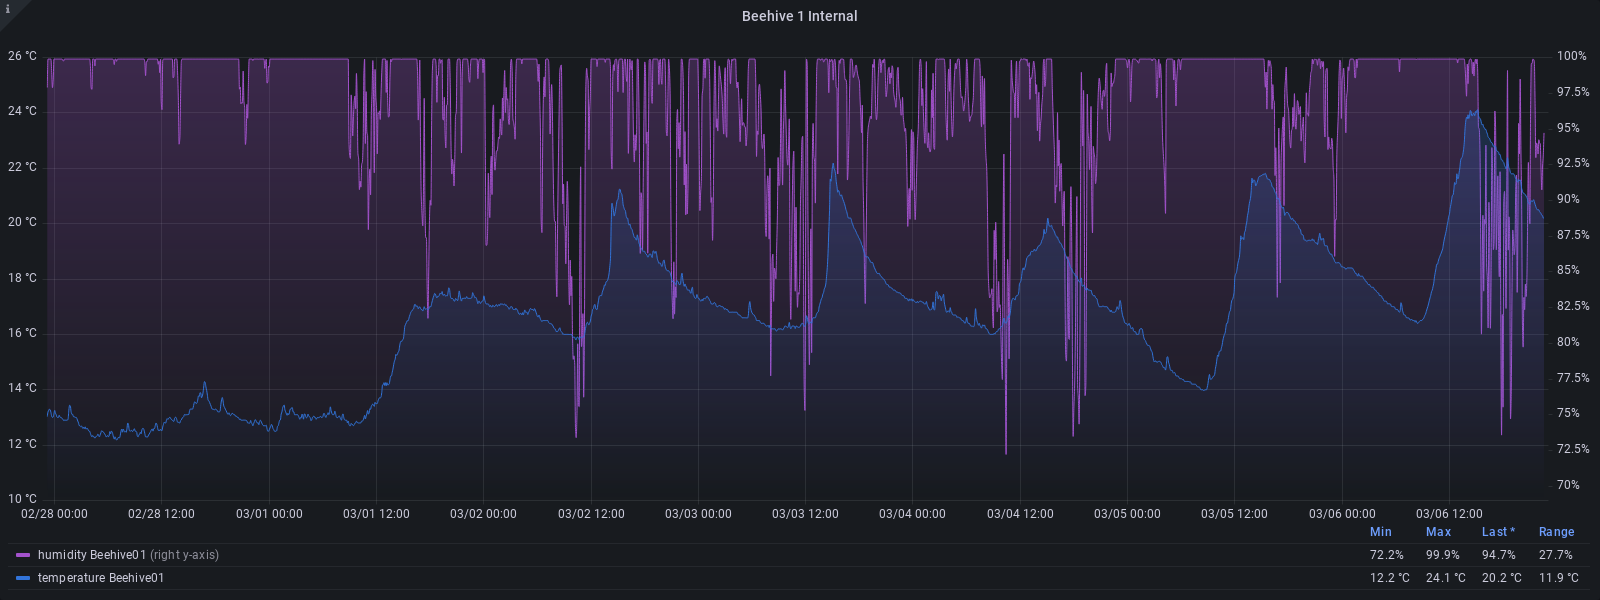 i
Beehive 1 Internal
26 °C
24 °C
22 °C
20 °C
18 °C
16 °C
14 °C
12 °C
10 °C
100%
97.5%
95%
92.5%
90%
87.5%
85%
82.5%
80%
77.5%
75%
72.5%
70%
02/28 00:00 02/28 12:00 03/01 00:00 03/01 12:00 03/02 00:00 03/02 12:00 03/03 00:00 03/03 12:00 03/04 00:00 03/04 12:00 03/05 00:00 03/05 12:00 03/06 00:00 03/06 12:00
Min Max Last * Range
humidity Beehive01 (right y-axis) 72.2% 99.9% 94.7% 27.7%
temperature Beehive01 12.2 °C 24.1 °C 20.2 °C 11.9 °C